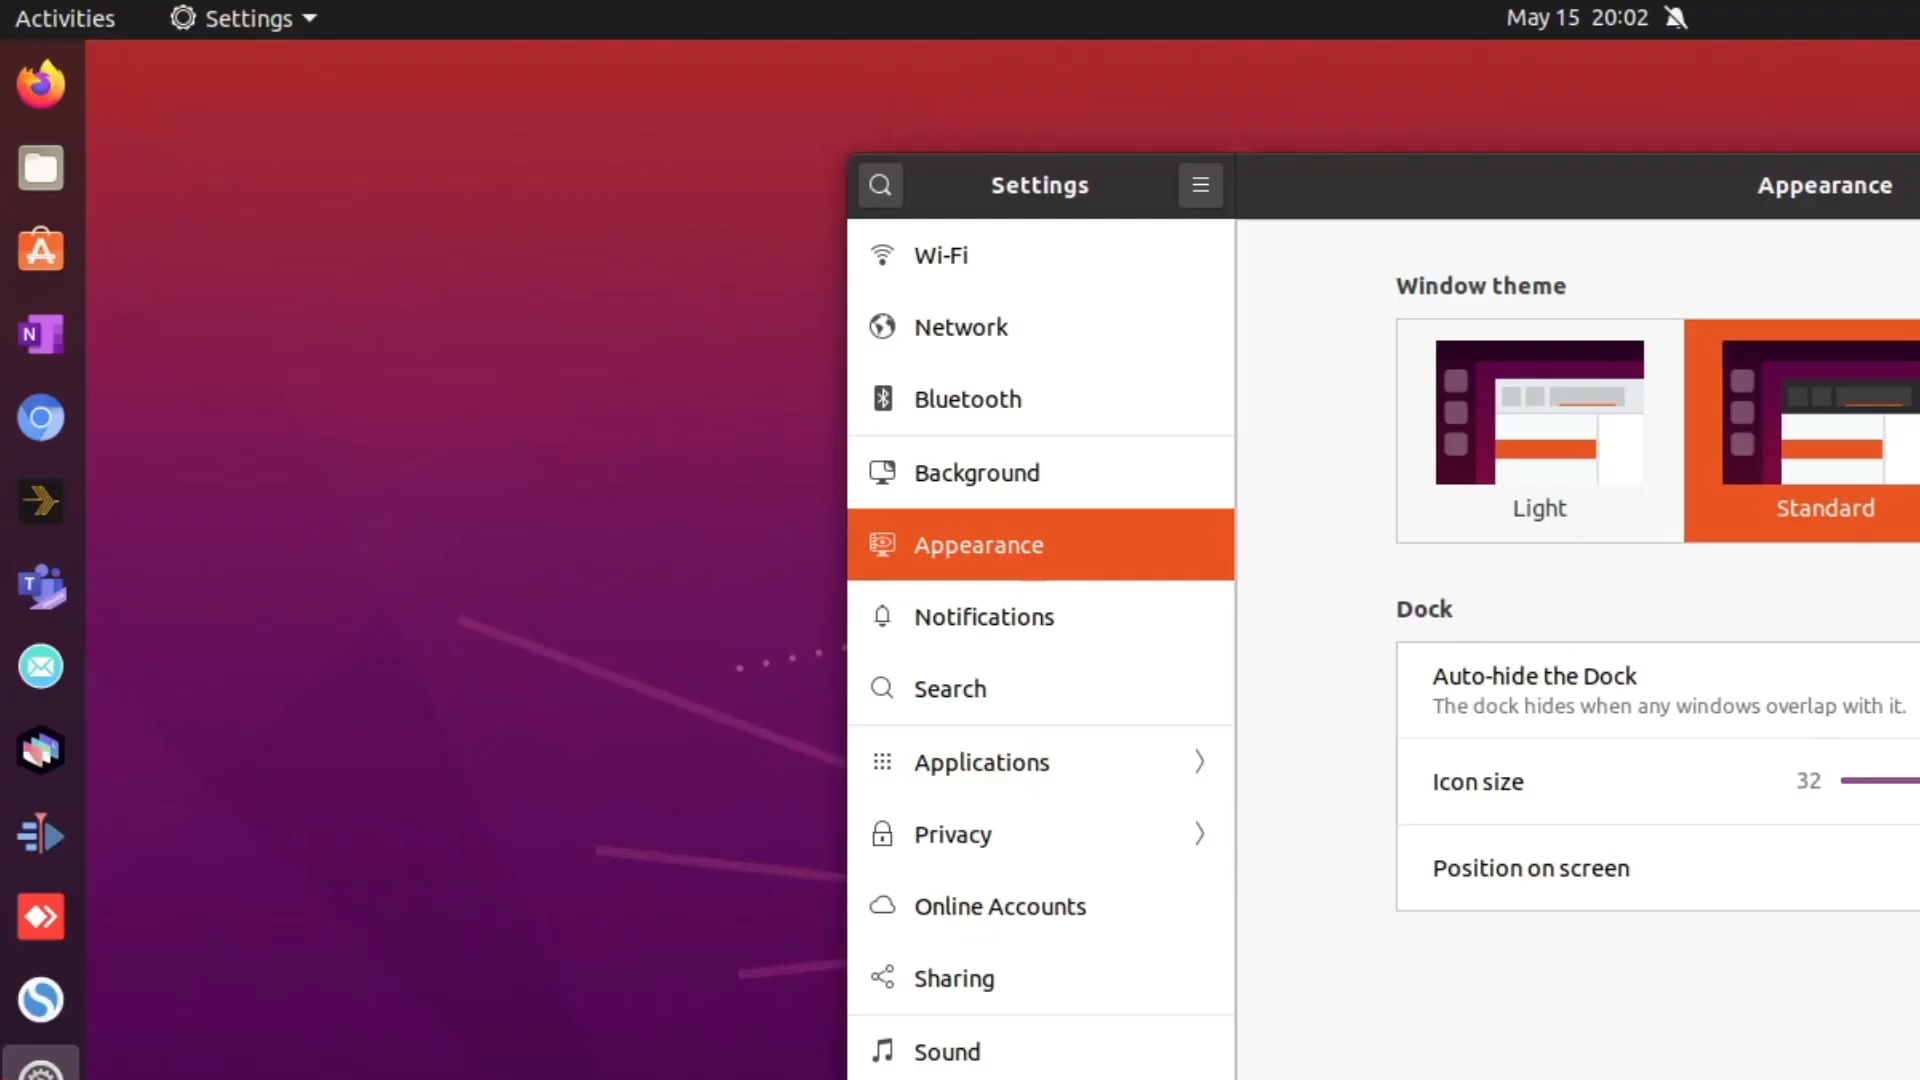 Activities
Settings
May 15 20:02
Settings
Appearance
Wi-Fi
Network
Bluetooth
Background
Appearance
Notifications
Search
Applications
Privacy
Online Accounts
Sharing
Sound
Window theme
Light
Standard
Dock
Auto-hide the Dock
The dock hides when any windows overlap with it.
Icon size
32
Position on screen
N
T